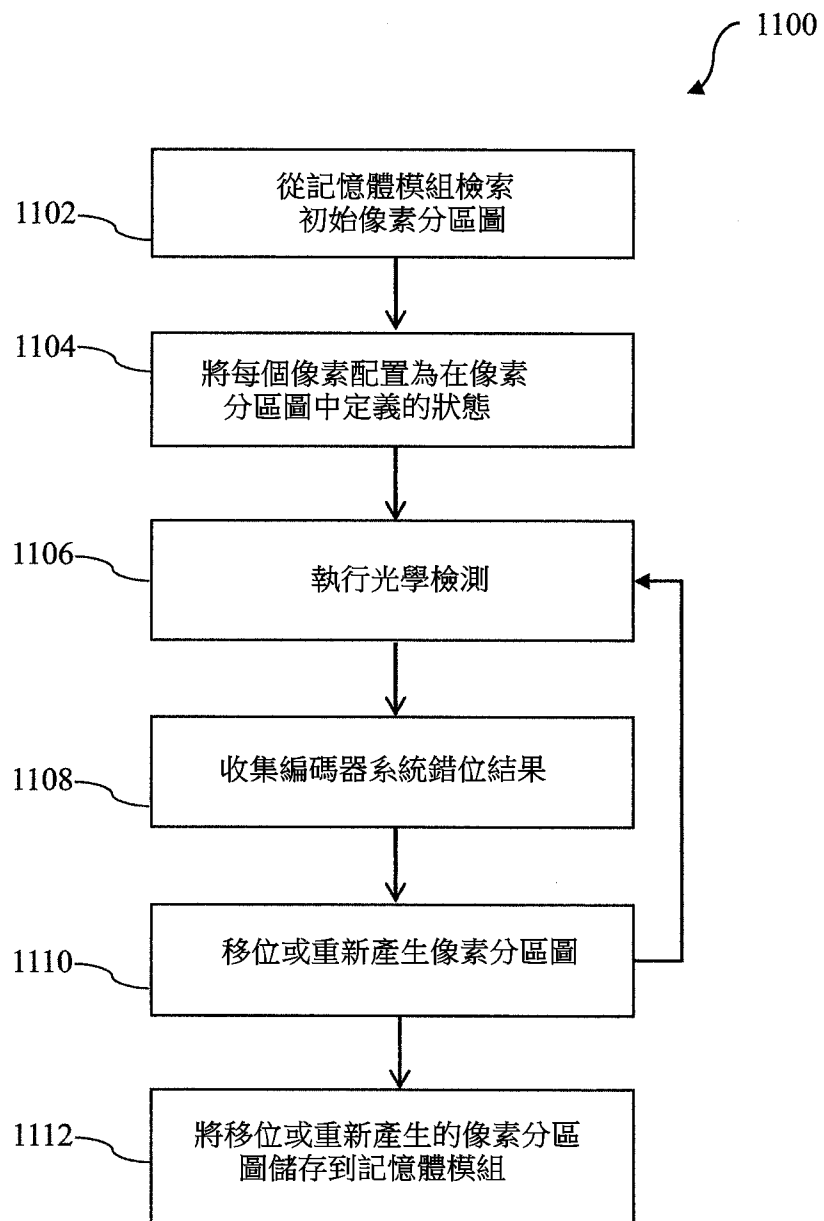 1100
從記憶體模組檢索
初始像素分區圖
1102
1104
將每個像素配置為在像素
分區圖中定義的狀態
1106
執行光學檢測
收集編碼器系統錯位結果
1108
移位或重新產生像素分區圖
1110
1112
將移位或重新產生的像素分區
圖儲存到記憶體模組